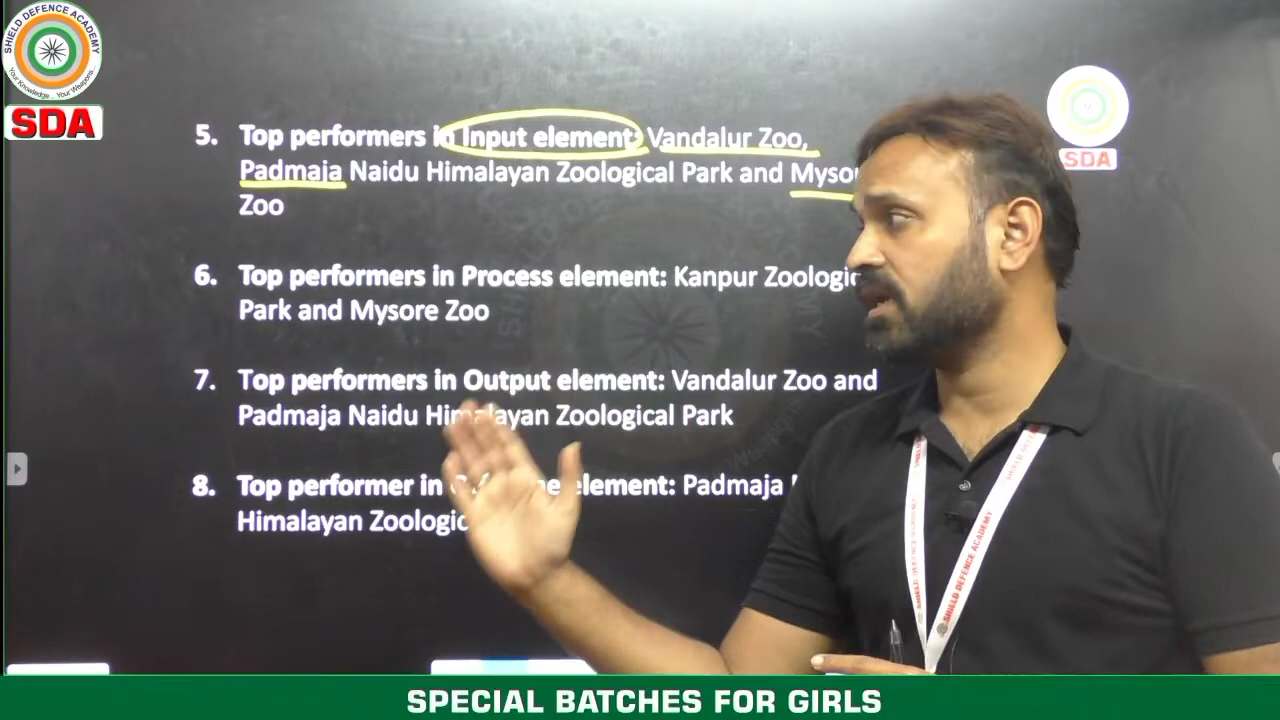 SHIELD DEFENCE ACADEMY
Your Knowledge... Your Weapons...
SDA
SDA
5. Top performers in Input element: Vandalur Zoo,
Padmaja Naidu Himalayan Zoological Park and
Zoo
6. Top performers in Process element: Kanpur
Park and Mysore Zoo
7. Top performers in Output element: Vandalur Zoo and
Padmaja Naidu Himalayan Zoological Park
8. Top performer in element: Padmaja
Himalayan
SHIELD DEFENCE ACADEMY
SPECIAL BATCHES FOR GIRLS